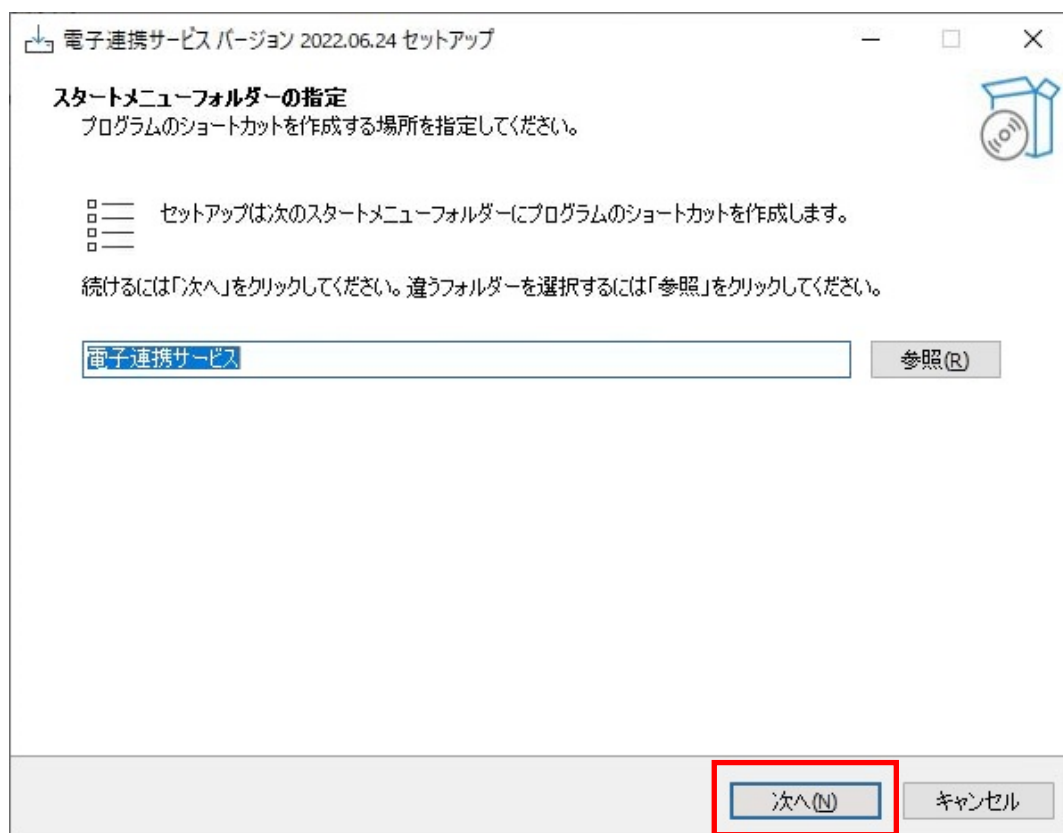 電子連携サービス バージョン 2022.06.24 セットアップ
スタートメニューフォルダーの指定
プログラムのショートカットを作成する場所を指定してください。
セットアップは次のスタートメニューフォルダーにプログラムのショートカットを作成します。
続けるには「次へ」をクリックしてください。違うフォルダーを選択するには「参照」をクリックしてください。
電子連携サービス
参照(R)
次へ(N)
キャンセル